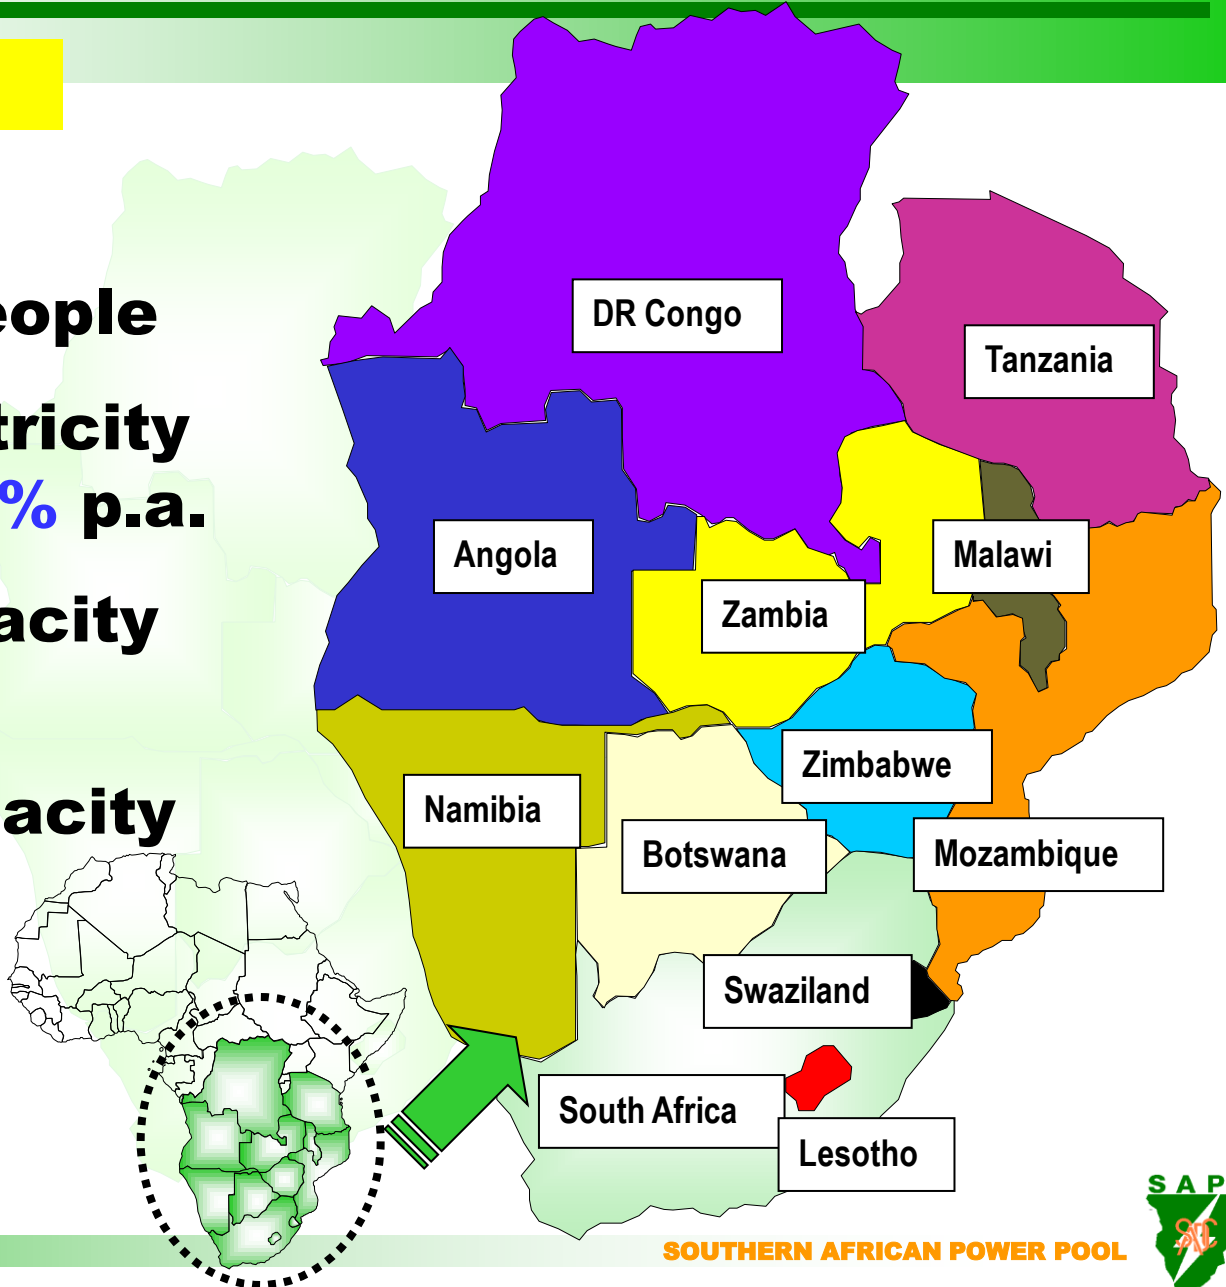 eople
tricity
% p.a.
acity
acity
DR Congo
Tanzania
Angola
Malawi
Zambia
Zimbabwe
Namibia
Botswana
Mozambique
Swaziland
South Africa
Lesotho
SOUTHERN AFRICAN POWER POOL
S A P